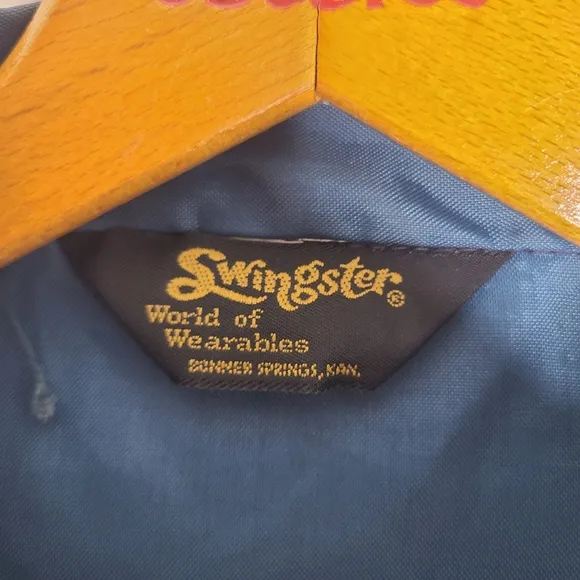 Swingster®
World of
Wearables
BONNER SPRINGS, KAN.